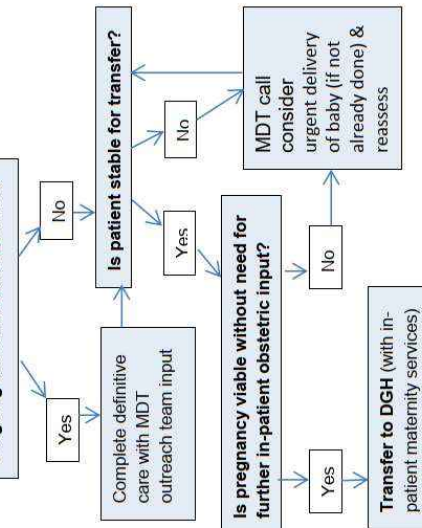 Yes
No
Complete definitive
care with MDT
outreach team input
Is patient stable for transfer?
Yes
No
Is pregnancy viable without need for
further in-patient obstetric input?
MDT call
consider
urgent delivery
of baby (if not
already done) &
reassess
Yes
No
Transfer to DGH (with in-
patient maternity services)